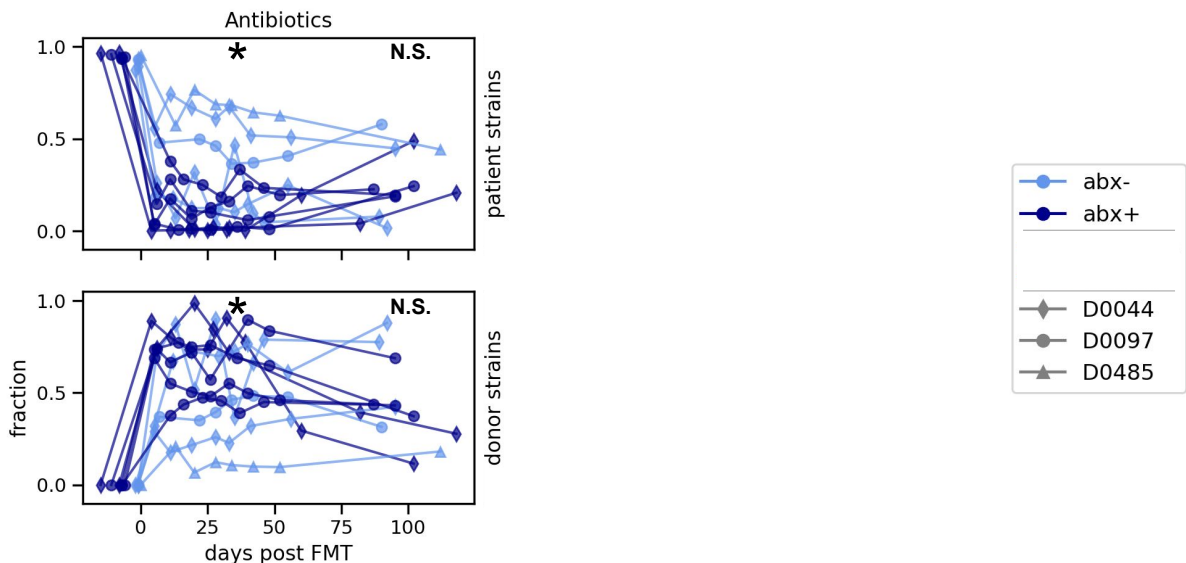 Antibiotics
1.0
0.5
0.0
*
N.S.
patient strains
1.0
0.5
0.0
*
N.S.
donor strains
fraction
0
25
50
75
100
days post FMT
abx-
abx+
D0044
D0097
D0485